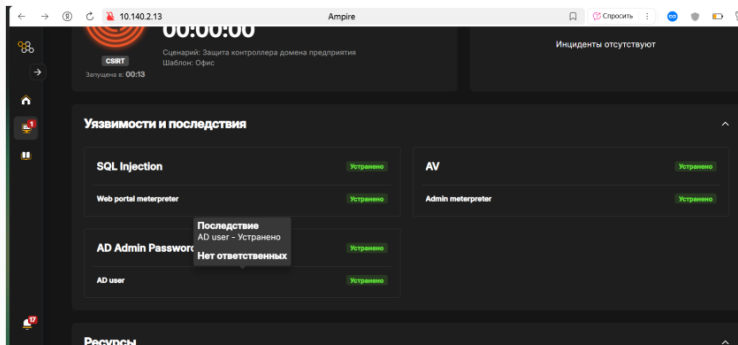 10.140.2.13
Ampire
Спросить
00:00:00
CSIRT
Запущена в: 00:13
Сценарий: Защита контроллера домена предприятия
Шаблон: Офис
Инциденты отсутствуют
1
Уязвимости и последствия
SQL Injection
Устранено
Web portal meterpreter
Устранено
AV
Устранено
Admin meterpreter
Устранено
Последствие
AD user - Устранено
Нет ответственных
AD Admin Password
Устранено
AD user
Устранено
17
Ресурсы